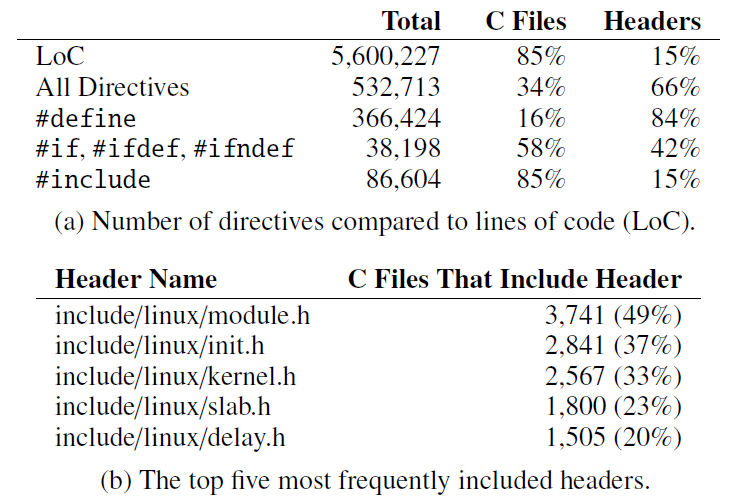 Total C Files Headers
LoC 5,600,227 85% 15%
All Directives 532,713 34% 66%
#define 366,424 16% 84%
#if, #ifdef, #ifndef 38,198 58% 42%
#include 86,604 85% 15%
(a) Number of directives compared to lines of code (LoC).
Header Name C Files That Include Header
include/linux/module.h 3,741 (49%)
include/linux/init.h 2,841 (37%)
include/linux/kernel.h 2,567 (33%)
include/linux/slab.h 1,800 (23%)
include/linux/delay.h 1,505 (20%)
(b) The top five most frequently included headers.